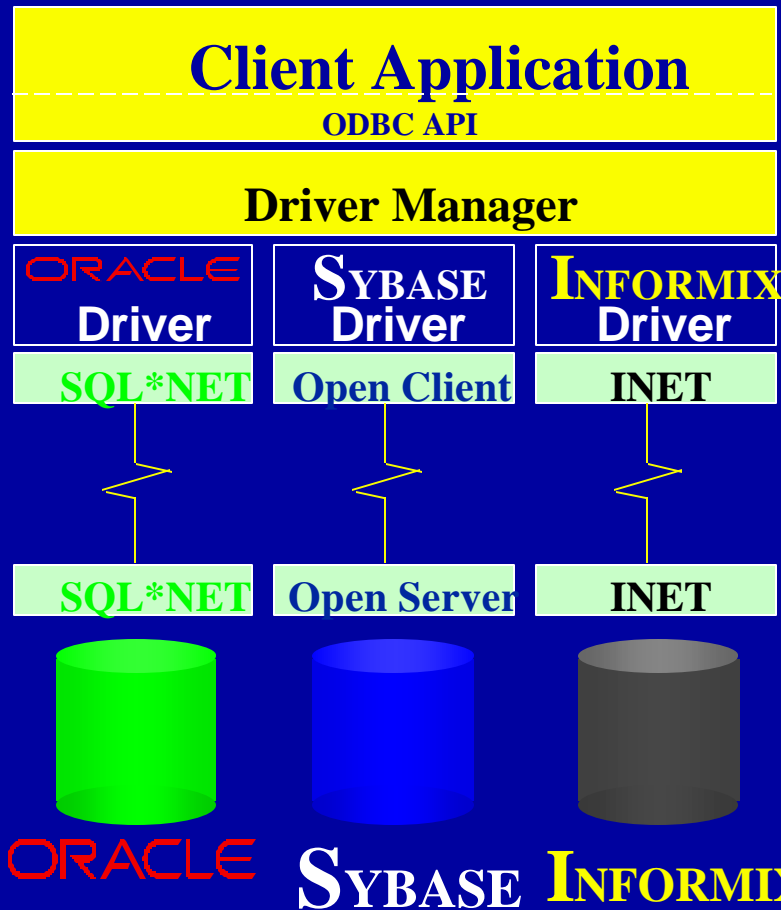 Client Application
ODBC API
Driver Manager
ORACLE
Driver
SYBASE
Driver
INFORMIX
Driver
SQL*NET
Open Client
INET
SQL*NET
Open Server
INET
ORACLE
SYBASE
INFORMIX